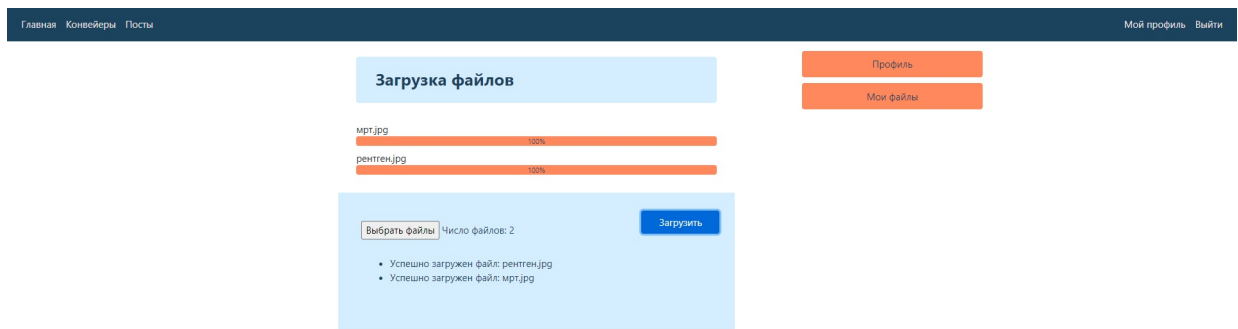 Главная Конвейеры Посты Мой профиль Выйти
Загрузка файлов
Профиль
Мои файлы
мрт.jpg
100%
рентген.jpg
100%
Выбрать файлы Число файлов: 2 Загрузить
Успешно загружен файл: рентген.jpg
Успешно загружен файл: мрт.jpg